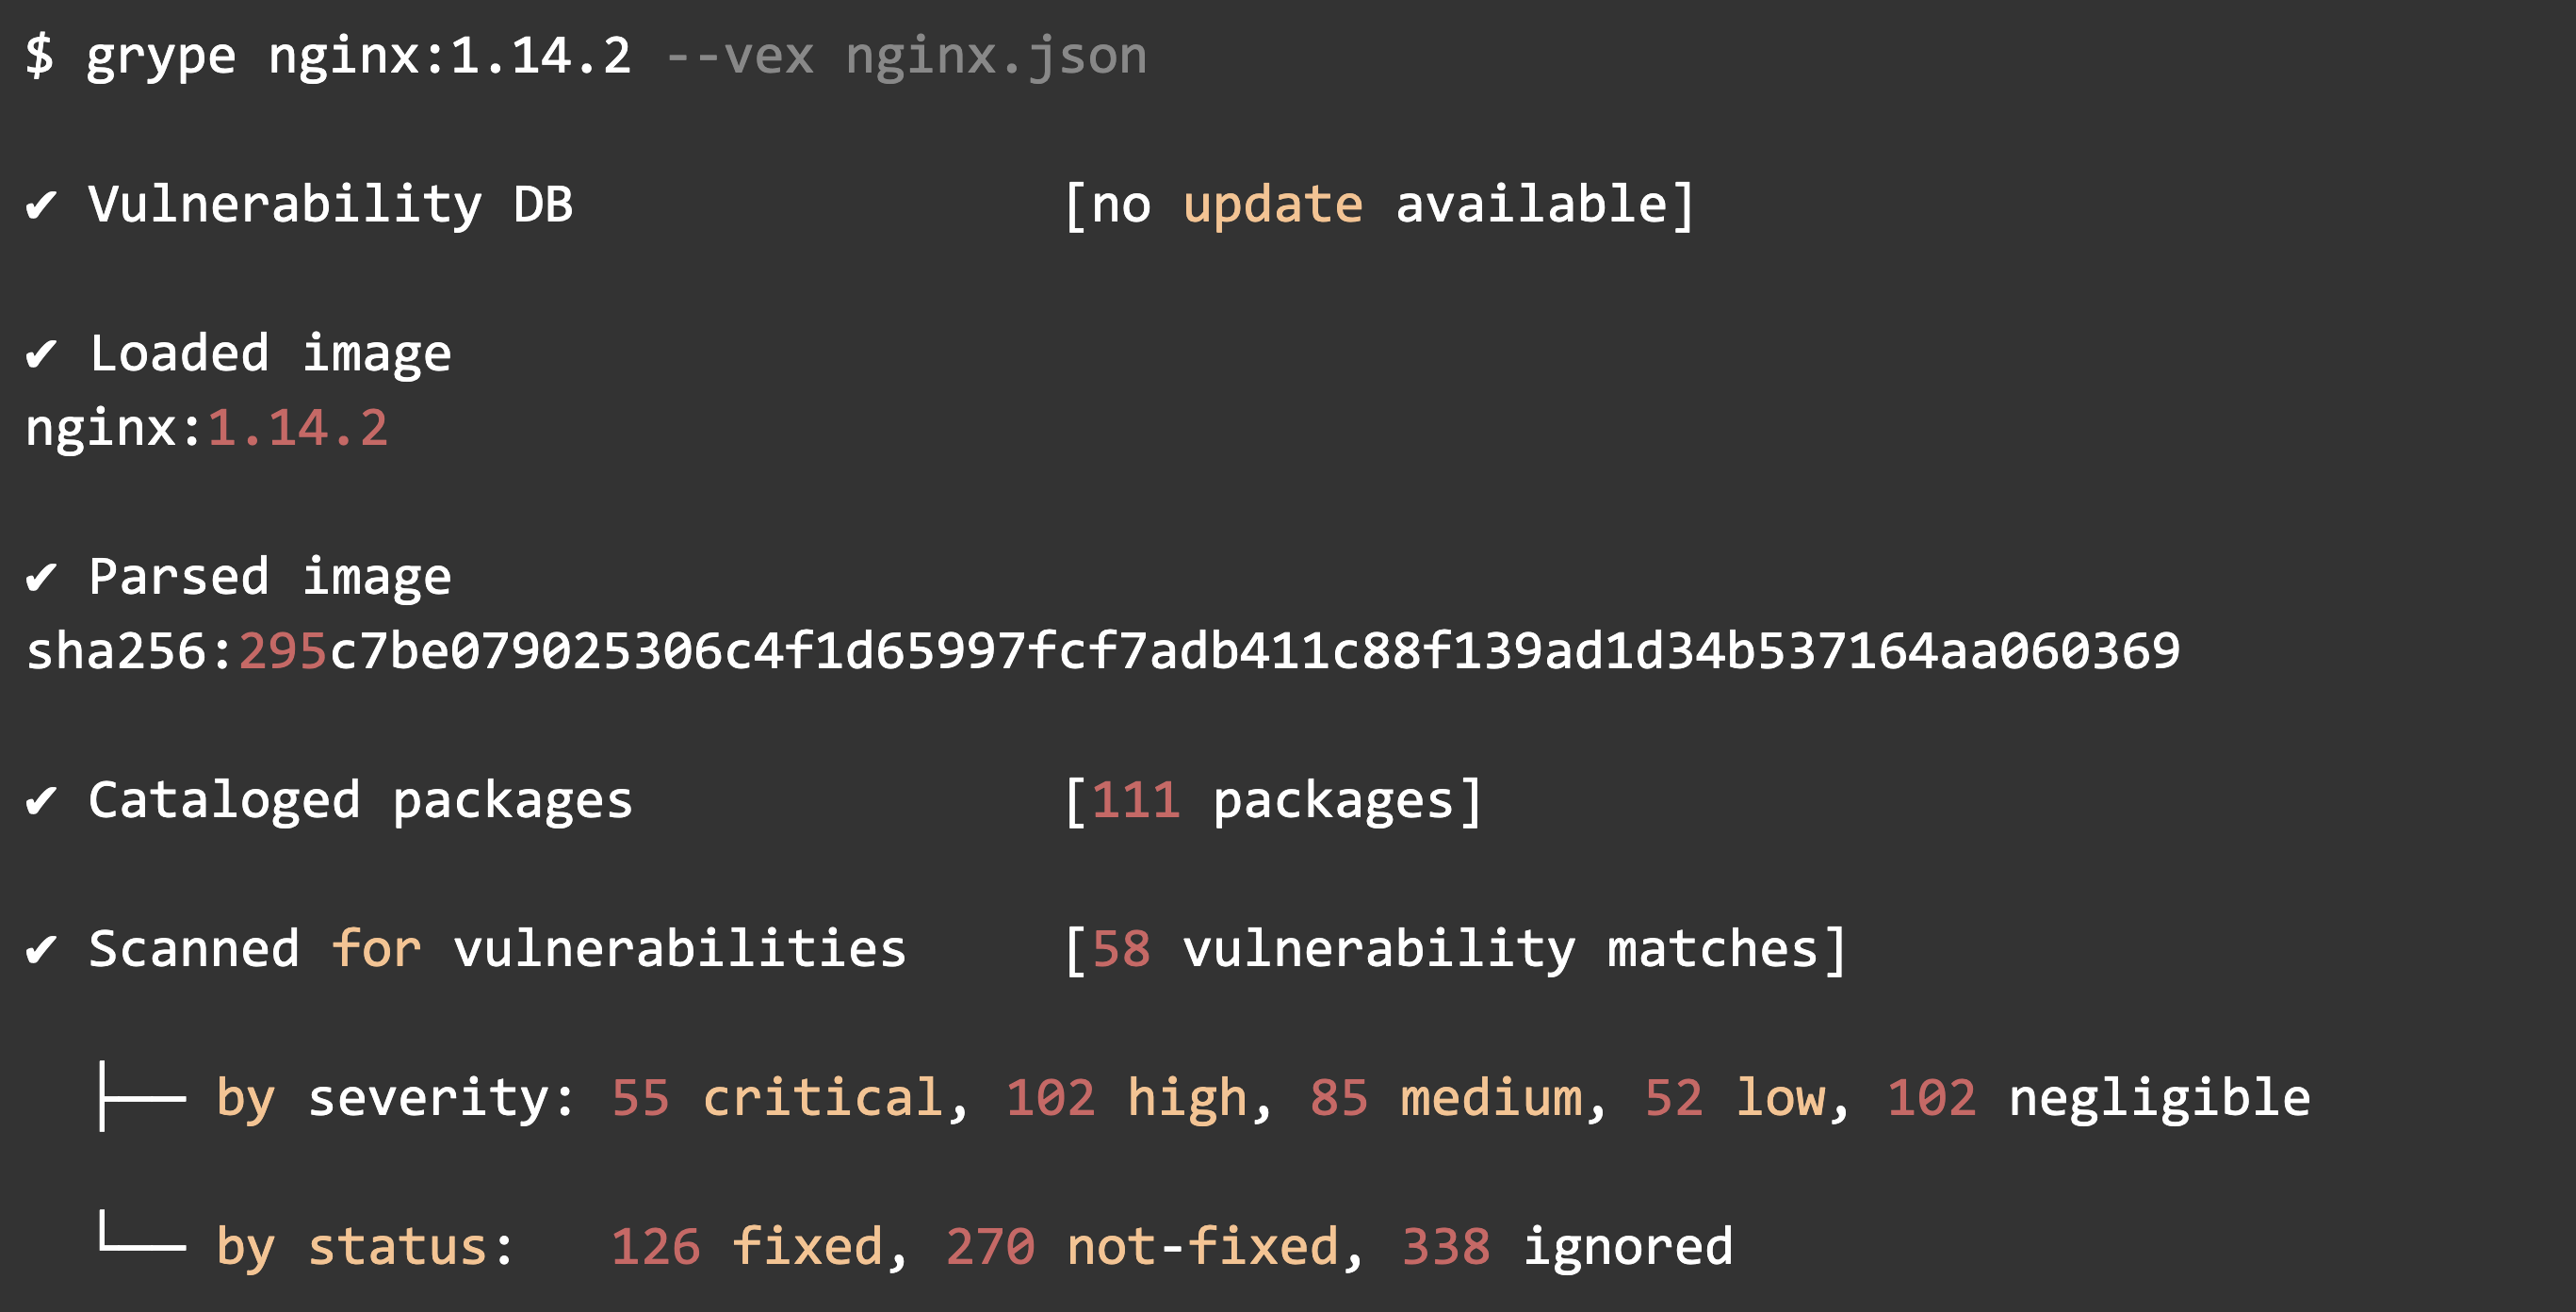 $ grype nginx:1.14.2 --vex nginx.json
✔ Vulnerability DB                [no update available]
✔ Loaded image
nginx:1.14.2
✔ Parsed image
sha256:295c7be079025306c4f1d65997fcf7adb411c88f139ad1d34b537164aa060369
✔ Cataloged packages              [111 packages]
✔ Scanned for vulnerabilities     [58 vulnerability matches]
├── by severity: 55 critical, 102 high, 85 medium, 52 low, 102 negligible
└── by status:   126 fixed, 270 not-fixed, 338 ignored